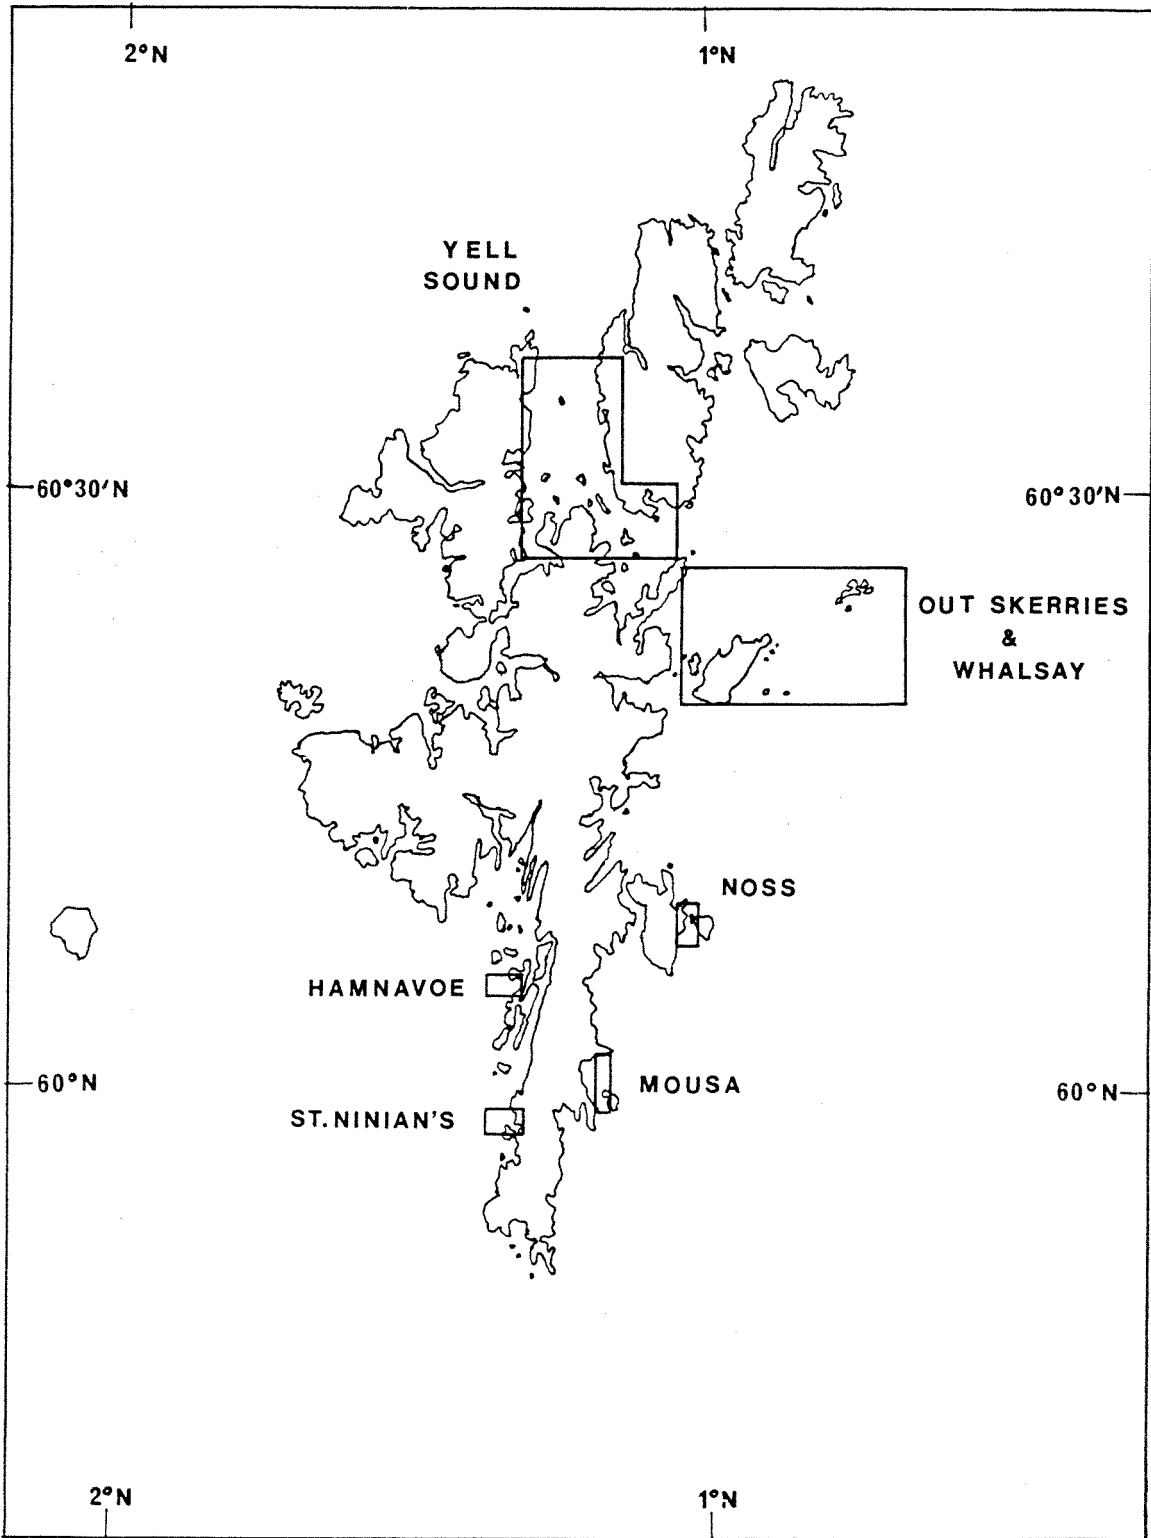 2°N
1°N
YELL
SOUND
60°30'N
60°30'N
OUT SKERRIES
&
WHALSAY
NOSS
HAMNAVOE
60°N
MOUSA
60°N
ST. NINIAN'S
2°N
1°N